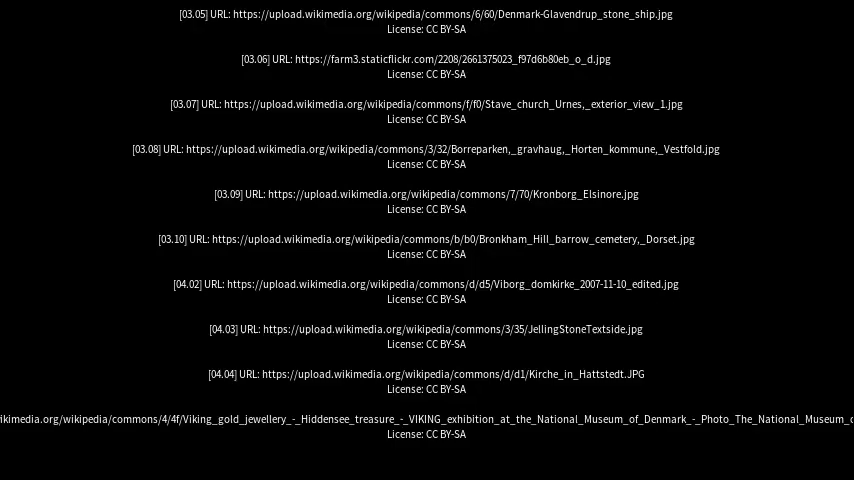 [03.05] URL: https://upload.wikimedia.org/wikipedia/commons/6/60/Denmark-Glavendrup_stone_ship.jpg
License: CC BY-SA
[03.06] URL: https://farm3.staticflickr.com/2208/2661375023_f97d6b80eb_o_d.jpg
License: CC BY-SA
[03.07] URL: https://upload.wikimedia.org/wikipedia/commons/f/f0/Stave_church_Urnes,_exterior_view_1.jpg
License: CC BY-SA
[03.08] URL: https://upload.wikimedia.org/wikipedia/commons/3/32/Borreparken,_gravhaug,_Horten_kommune,_Vestfold.jpg
License: CC BY-SA
[03.09] URL: https://upload.wikimedia.org/wikipedia/commons/7/70/Kronborg_Elsinore.jpg
License: CC BY-SA
[03.10] URL: https://upload.wikimedia.org/wikipedia/commons/b/b0/Bronkham_Hill_barrow_cemetery,_Dorset.jpg
License: CC BY-SA
[04.02] URL: https://upload.wikimedia.org/wikipedia/commons/d/d5/Viborg_domkirke_2007-11-10_edited.jpg
License: CC BY-SA
[04.03] URL: https://upload.wikimedia.org/wikipedia/commons/3/35/JellingStoneTextside.jpg
License: CC BY-SA
[04.04] URL: https://upload.wikimedia.org/wikipedia/commons/d/d1/Kirche_in_Hattstedt.JPG
License: CC BY-SA
ikimedia.org/wikipedia/commons/4/4f/Viking_gold_jewellery_-_Hiddensee_treasure_-_VIKING_exhibition_at_the_National_Museum_of_Denmark_-_Photo_The_National_Museum_o
License: CC BY-SA